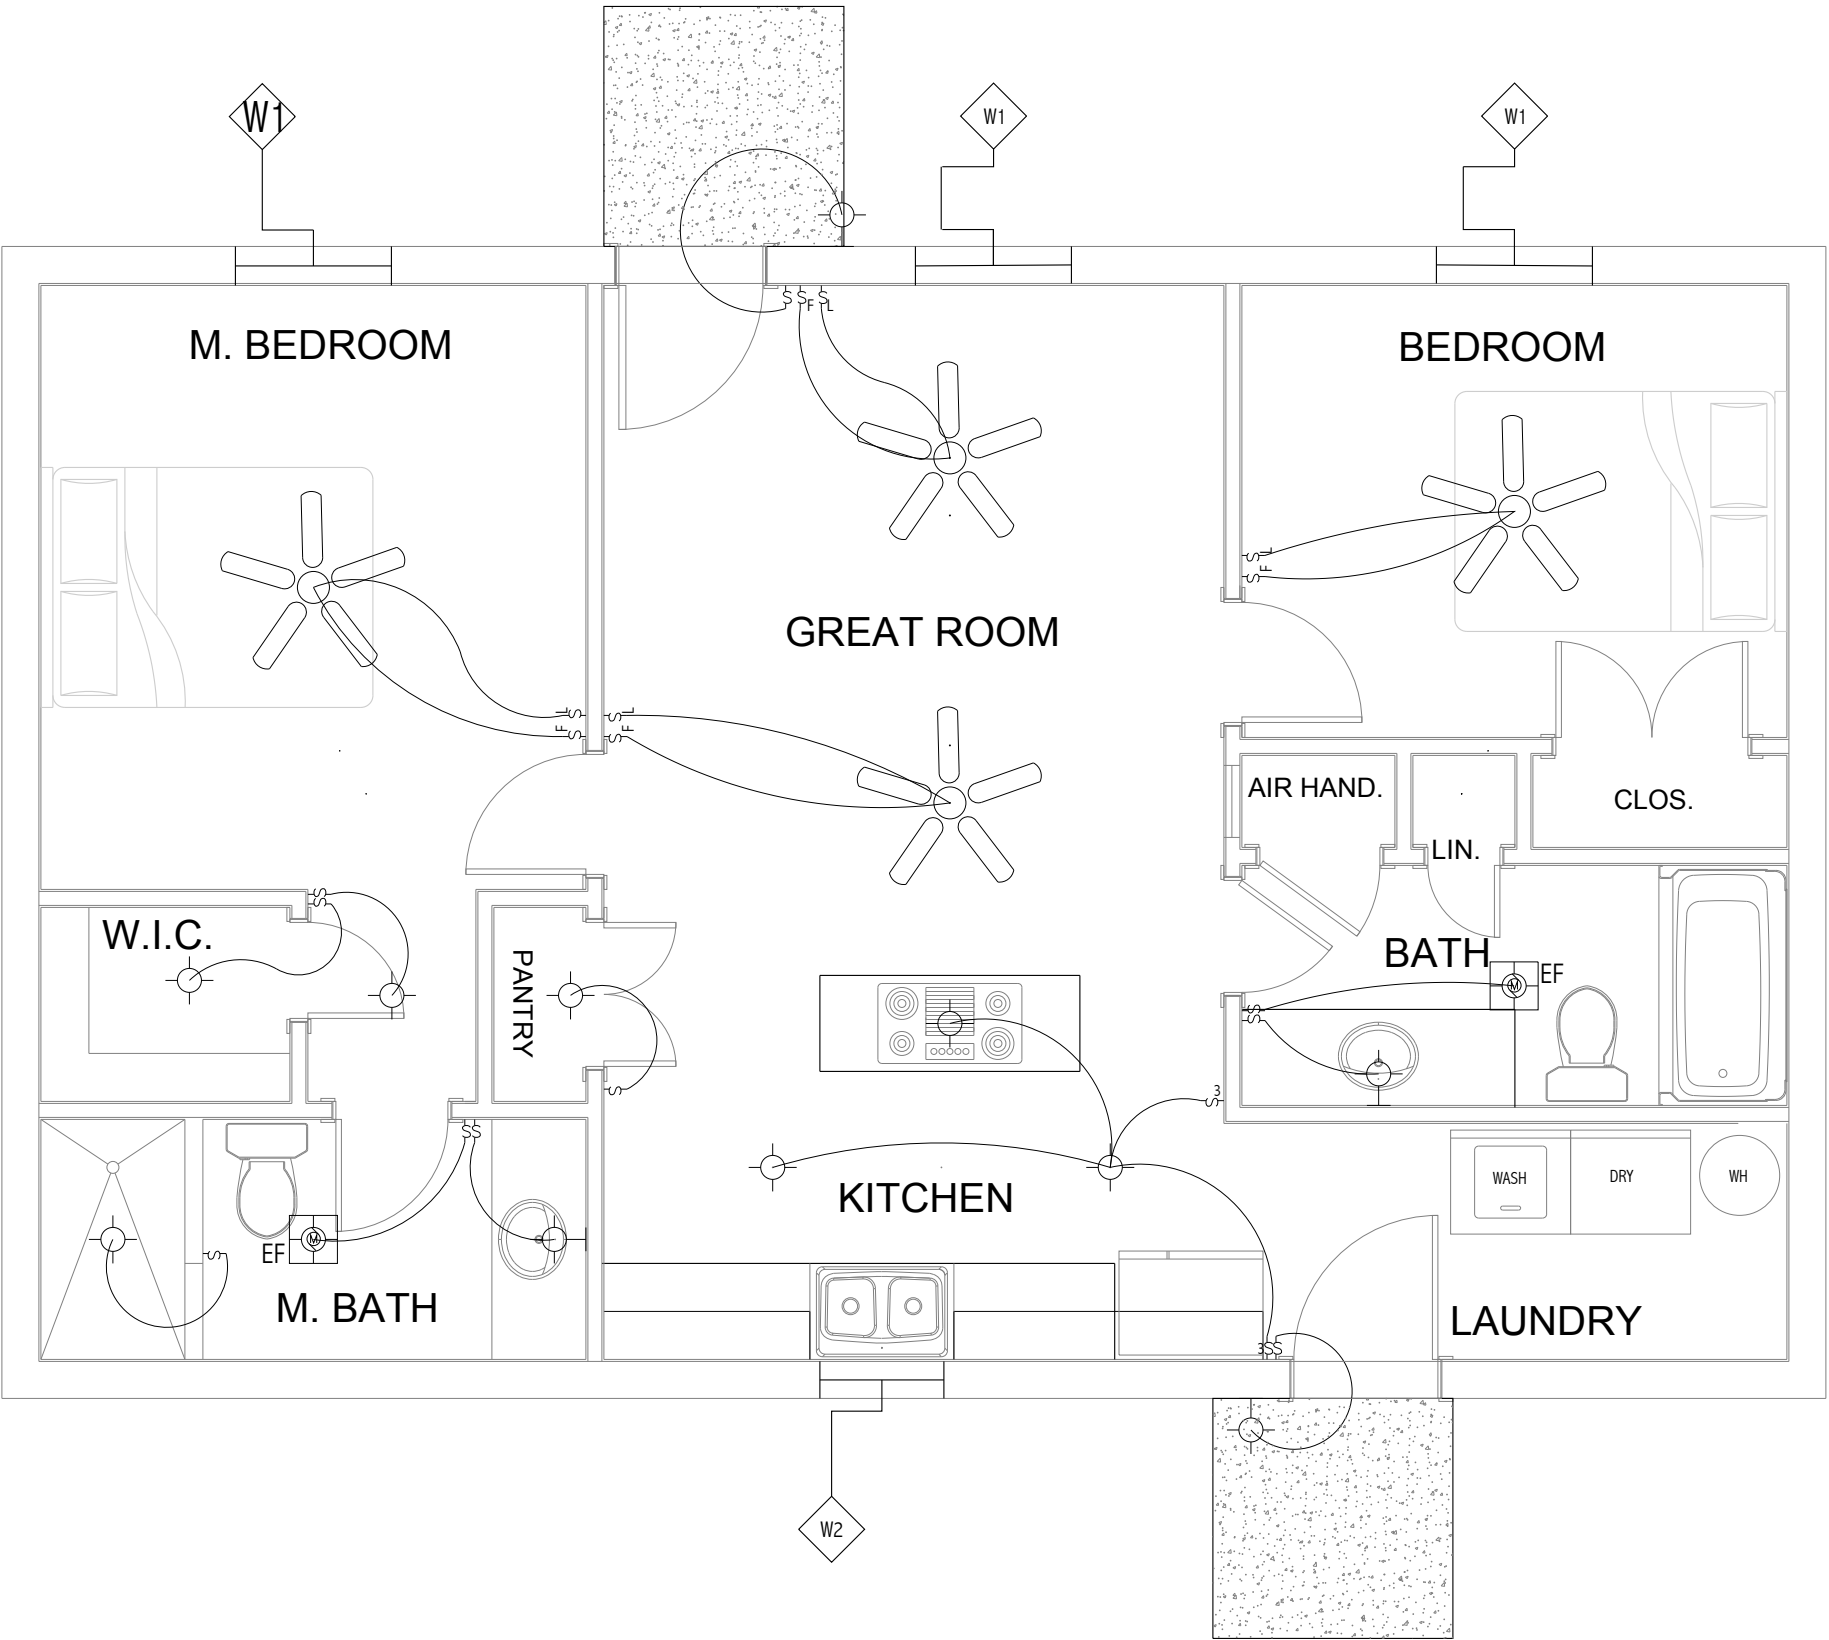 W1
W1
W1
S S F S L
M. BEDROOM
BEDROOM
S L
S F
GREAT ROOM
S L
S F
S L
S F
AIR HAND.
CLOS.
LIN.
S
S
W.I.C.
PANTRY
BATH
M
EF
S
S
S
S 3
S S
KITCHEN
WASH
DRY
WH
M
EF
S
M. BATH
LAUNDRY
3 S S
W2